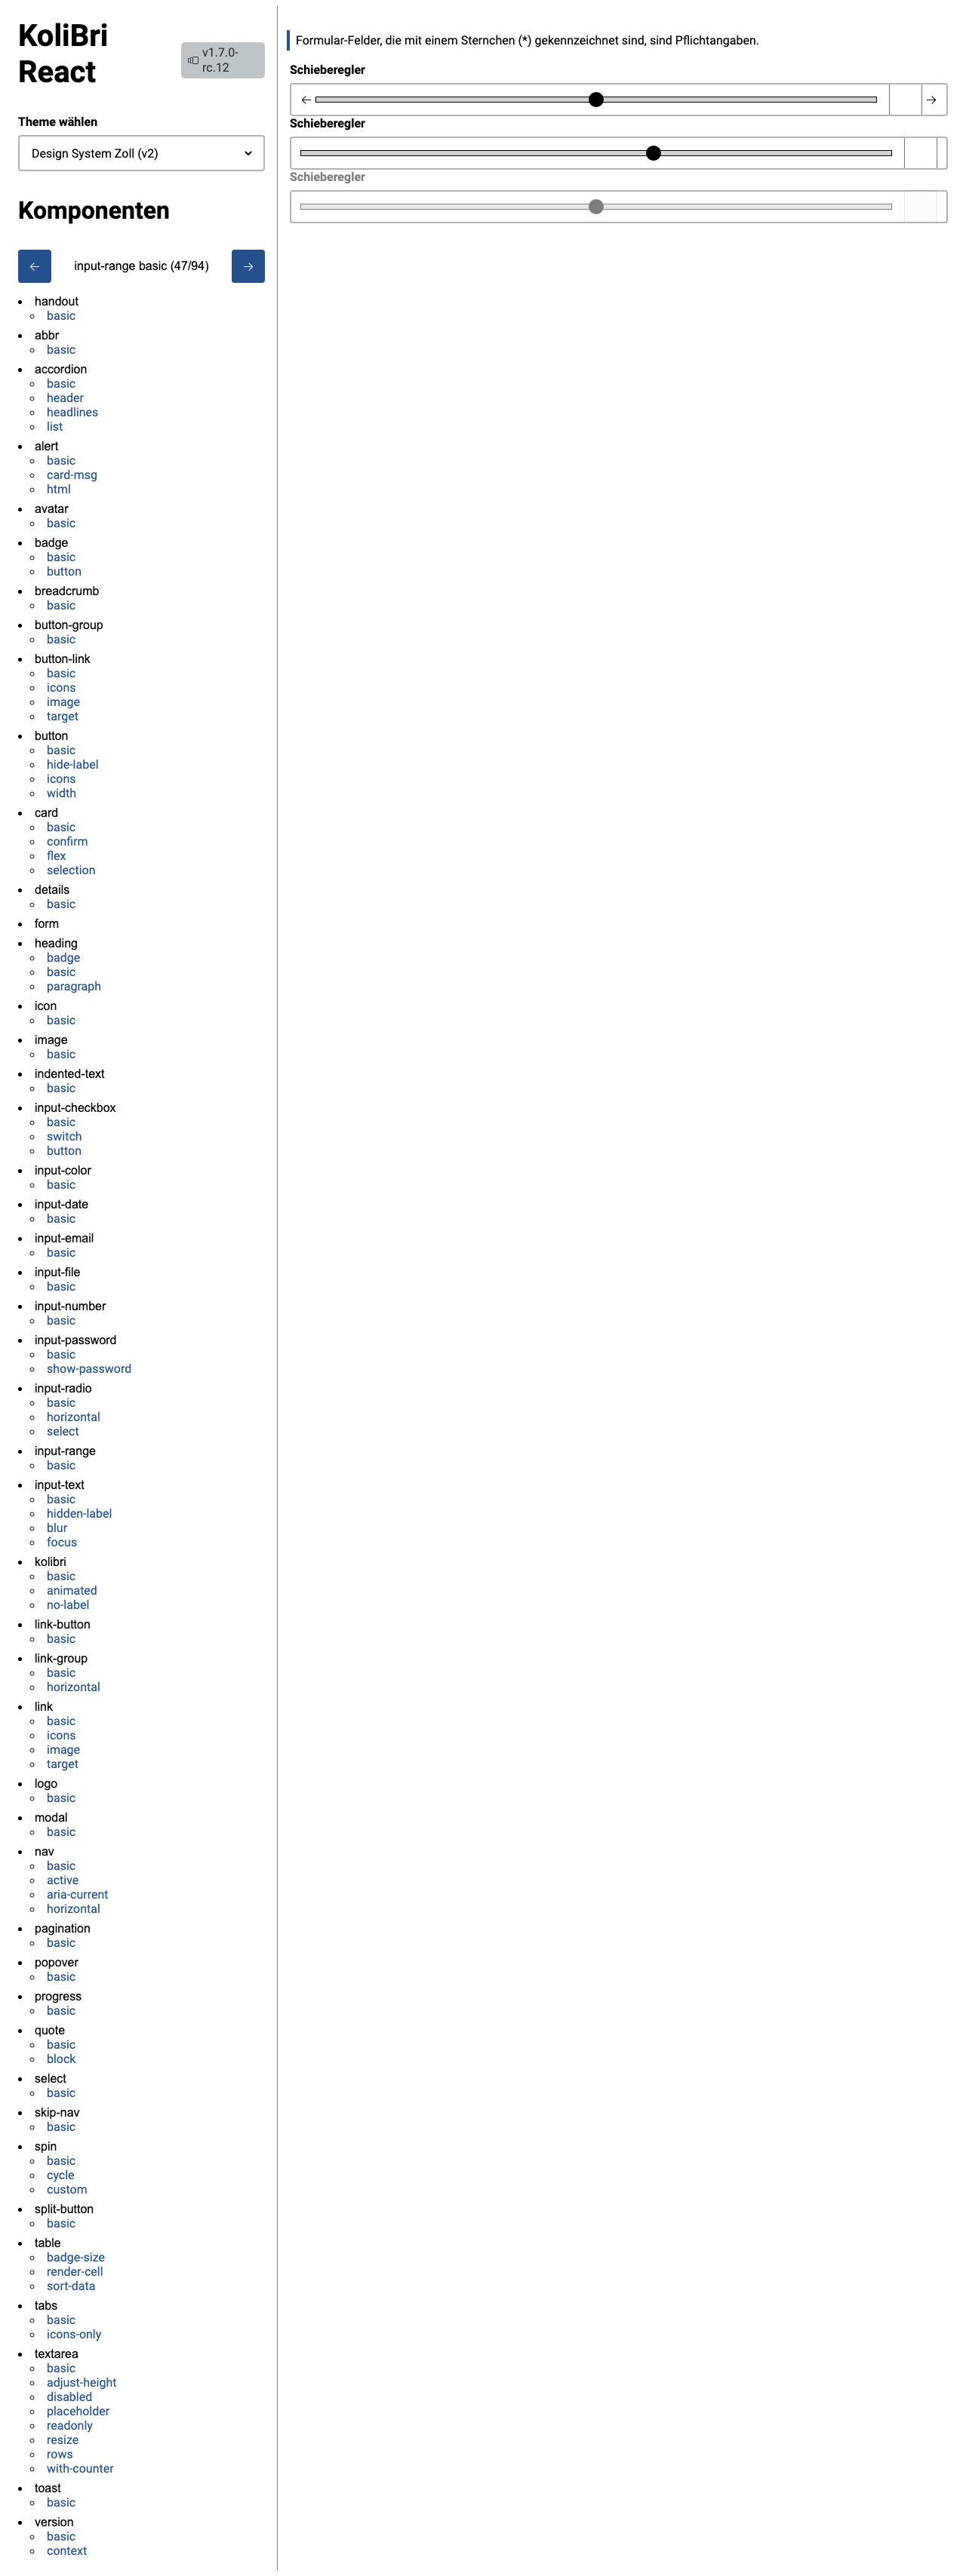 KoliBri
React
v1.7.0-
rc.12
Theme wählen
Design System Zoll (v2)
Komponenten
←
input-range basic (47/94)
→
handout
basic
abbr
basic
accordion
basic
header
headlines
list
alert
basic
card-msg
html
avatar
basic
badge
basic
button
breadcrumb
basic
button-group
basic
button-link
basic
icons
image
target
button
basic
hide-label
icons
width
card
basic
confirm
flex
selection
details
basic
form
heading
badge
basic
paragraph
icon
basic
image
basic
indented-text
basic
input-checkbox
basic
switch
button
input-color
basic
input-date
basic
input-email
basic
input-file
basic
input-number
basic
input-password
basic
show-password
input-radio
basic
horizontal
select
input-range
basic
input-text
basic
hidden-label
blur
focus
kolibri
basic
animated
no-label
link-button
basic
link-group
basic
horizontal
link
basic
icons
image
target
logo
basic
modal
basic
nav
basic
active
aria-current
horizontal
pagination
basic
popover
basic
progress
basic
quote
basic
block
select
basic
skip-nav
basic
spin
basic
cycle
custom
split-button
basic
table
badge-size
render-cell
sort-data
tabs
basic
icons-only
textarea
basic
adjust-height
disabled
placeholder
readonly
resize
rows
with-counter
toast
basic
version
basic
context
Formular-Felder, die mit einem Sternchen (*) gekennzeichnet sind, sind Pflichtangaben.
Schieberegler
← →
Schieberegler
Schieberegler